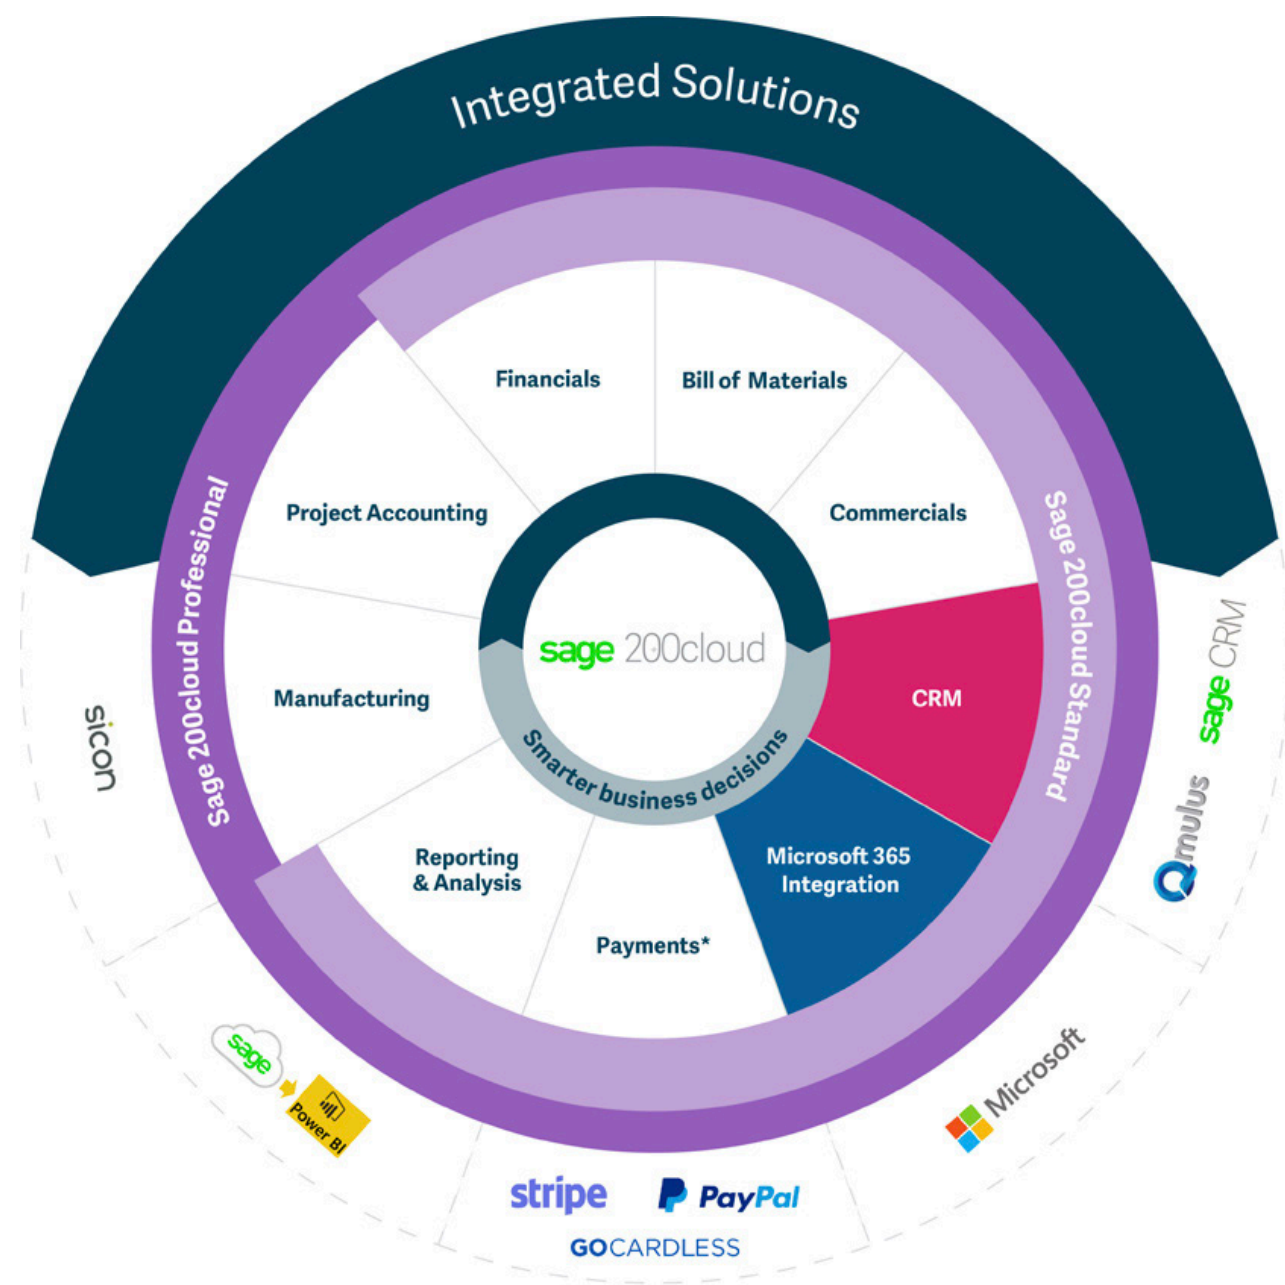 Integrated Solutions
Sage 200cloud Professional
Sage 200cloud Standard
Financials
Bill of Materials
Project Accounting
Commercials
sage 200cloud
Manufacturing
CRM
Smarter business decisions
Reporting
& Analysis
Microsoft 365
Integration
Payments*
sicon
sage CRM
Qmulus
sage
Power BI
Microsoft
stripe
PayPal
GOCARDLESS